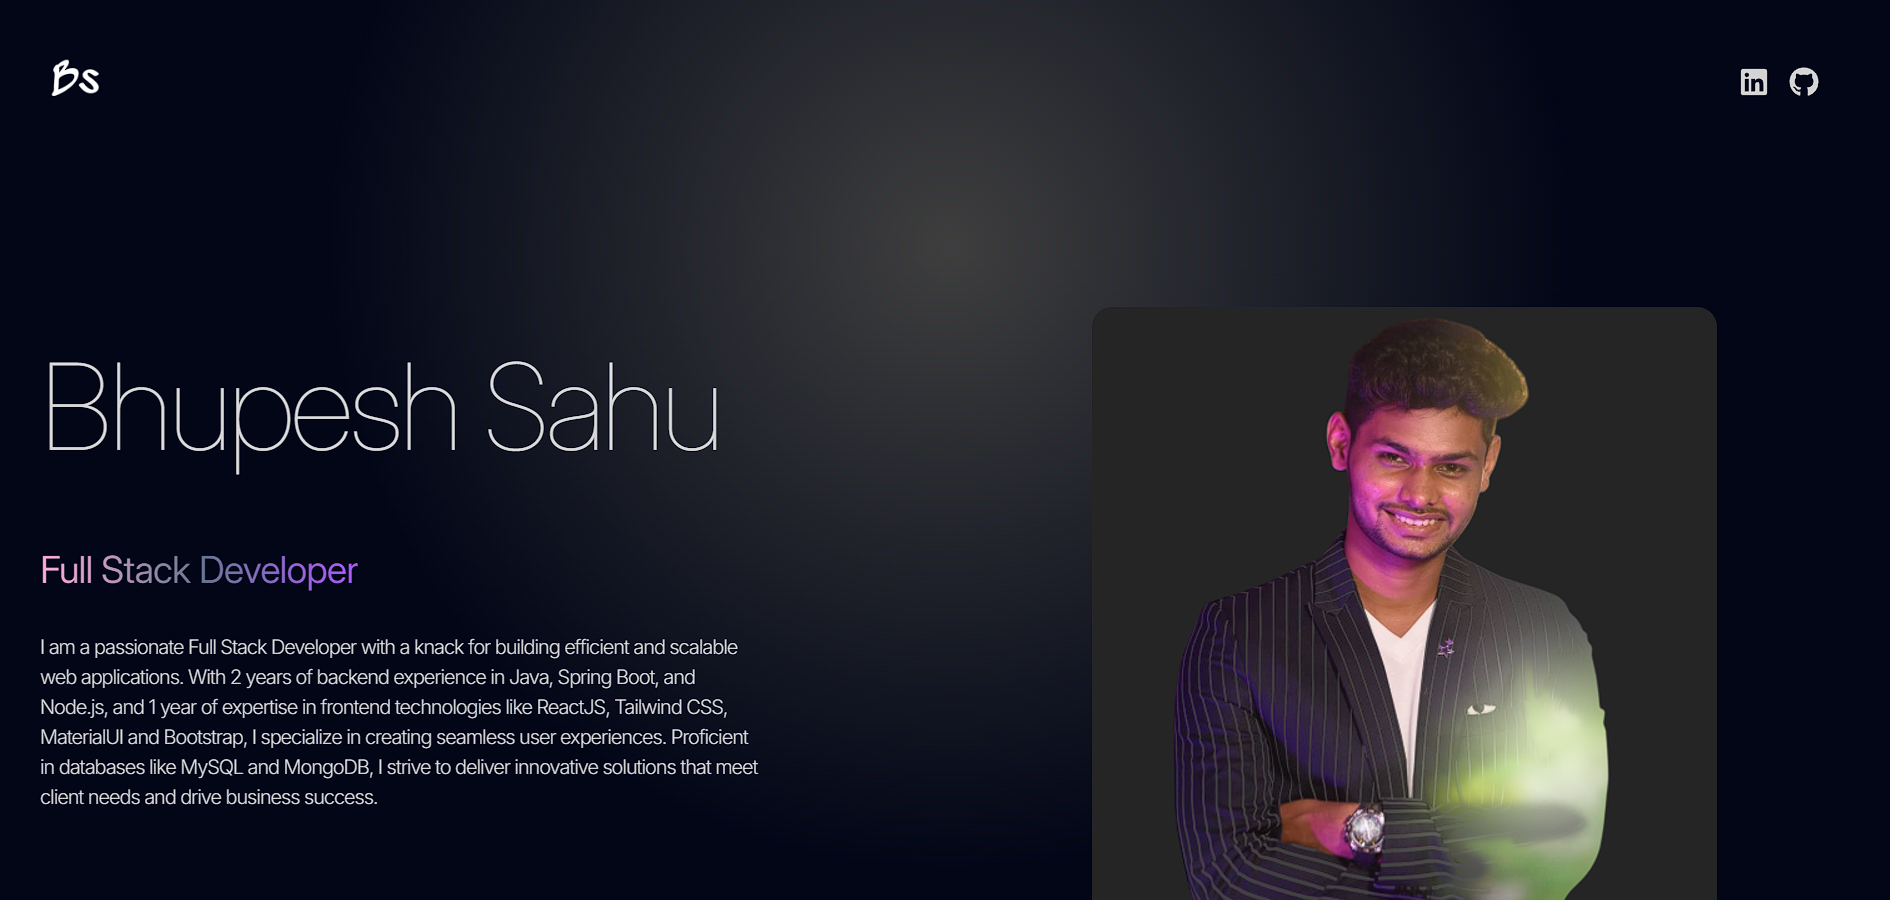 Bs
in
Bhupesh Sahu
Full Stack Developer
I am a passionate Full Stack Developer with a knack for building efficient and scalable
web applications. With 2 years of backend experience in Java, Spring Boot, and
Node.js, and 1 year of expertise in frontend technologies like ReactJS, Tailwind CSS,
MaterialUI and Bootstrap, I specialize in creating seamless user experiences. Proficient
in databases like MySQL and MongoDB, I strive to deliver innovative solutions that meet
client needs and drive business success.